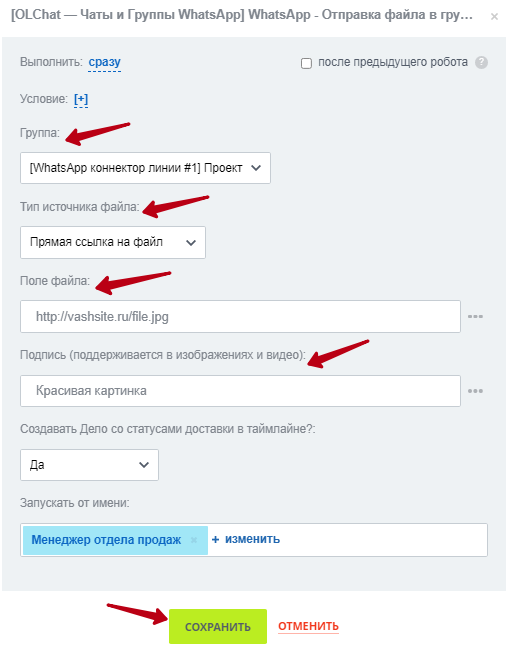 [OLChat — Чаты и Группы WhatsApp] WhatsApp - Отправка файла в гру...
Выполнить: сразу
после предыдущего робота ?
Условие: [+]
Группа:
[WhatsApp коннектор линии #1] Проект
Тип источника файла:
Прямая ссылка на файл
Поле файла:
http://vashsite.ru/file.jpg
Подпись (поддерживается в изображениях и видео):
Красивая картинка
Создавать Дело со статусами доставки в таймлайне?:
Да
Запускать от имени:
Менеджер отдела продаж × + изменить
СОХРАНИТЬ ОТМЕНИТЬ